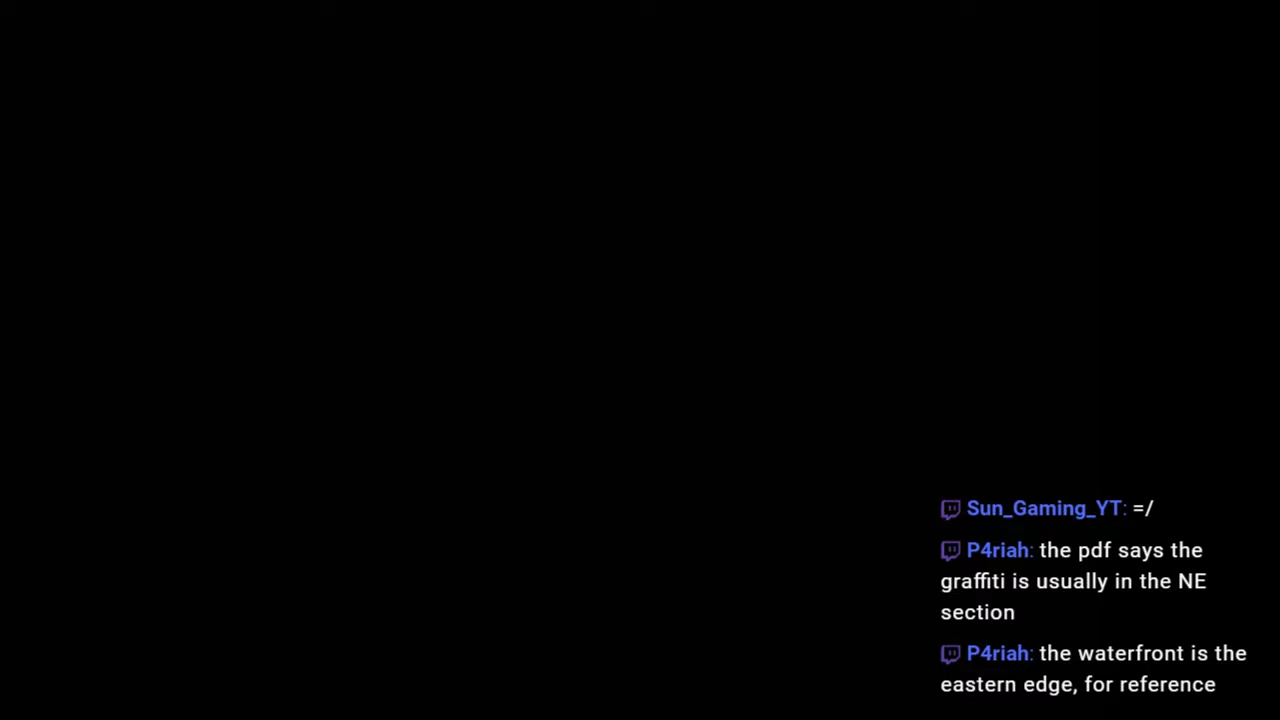 Sun_Gaming_YT: =/
P4riah: the pdf says the
graffiti is usually in the NE
section
P4riah: the waterfront is the
eastern edge, for reference